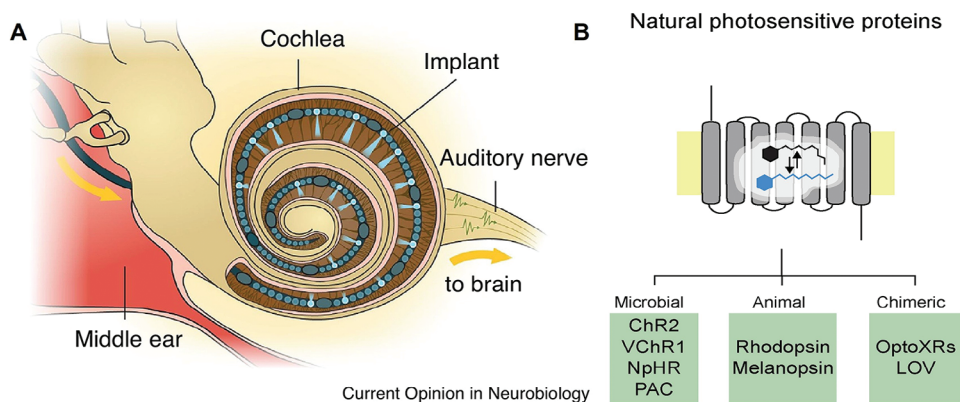 A
Cochlea
Implant
Auditory nerve
to brain
Middle ear
Current Opinion in Neurobiology
B
Natural photosensitive proteins
Microbial
ChR2
VChR1
NpHR
PAC
Animal
Rhodopsin
Melanopsin
Chimeric
OptoXRs
LOV